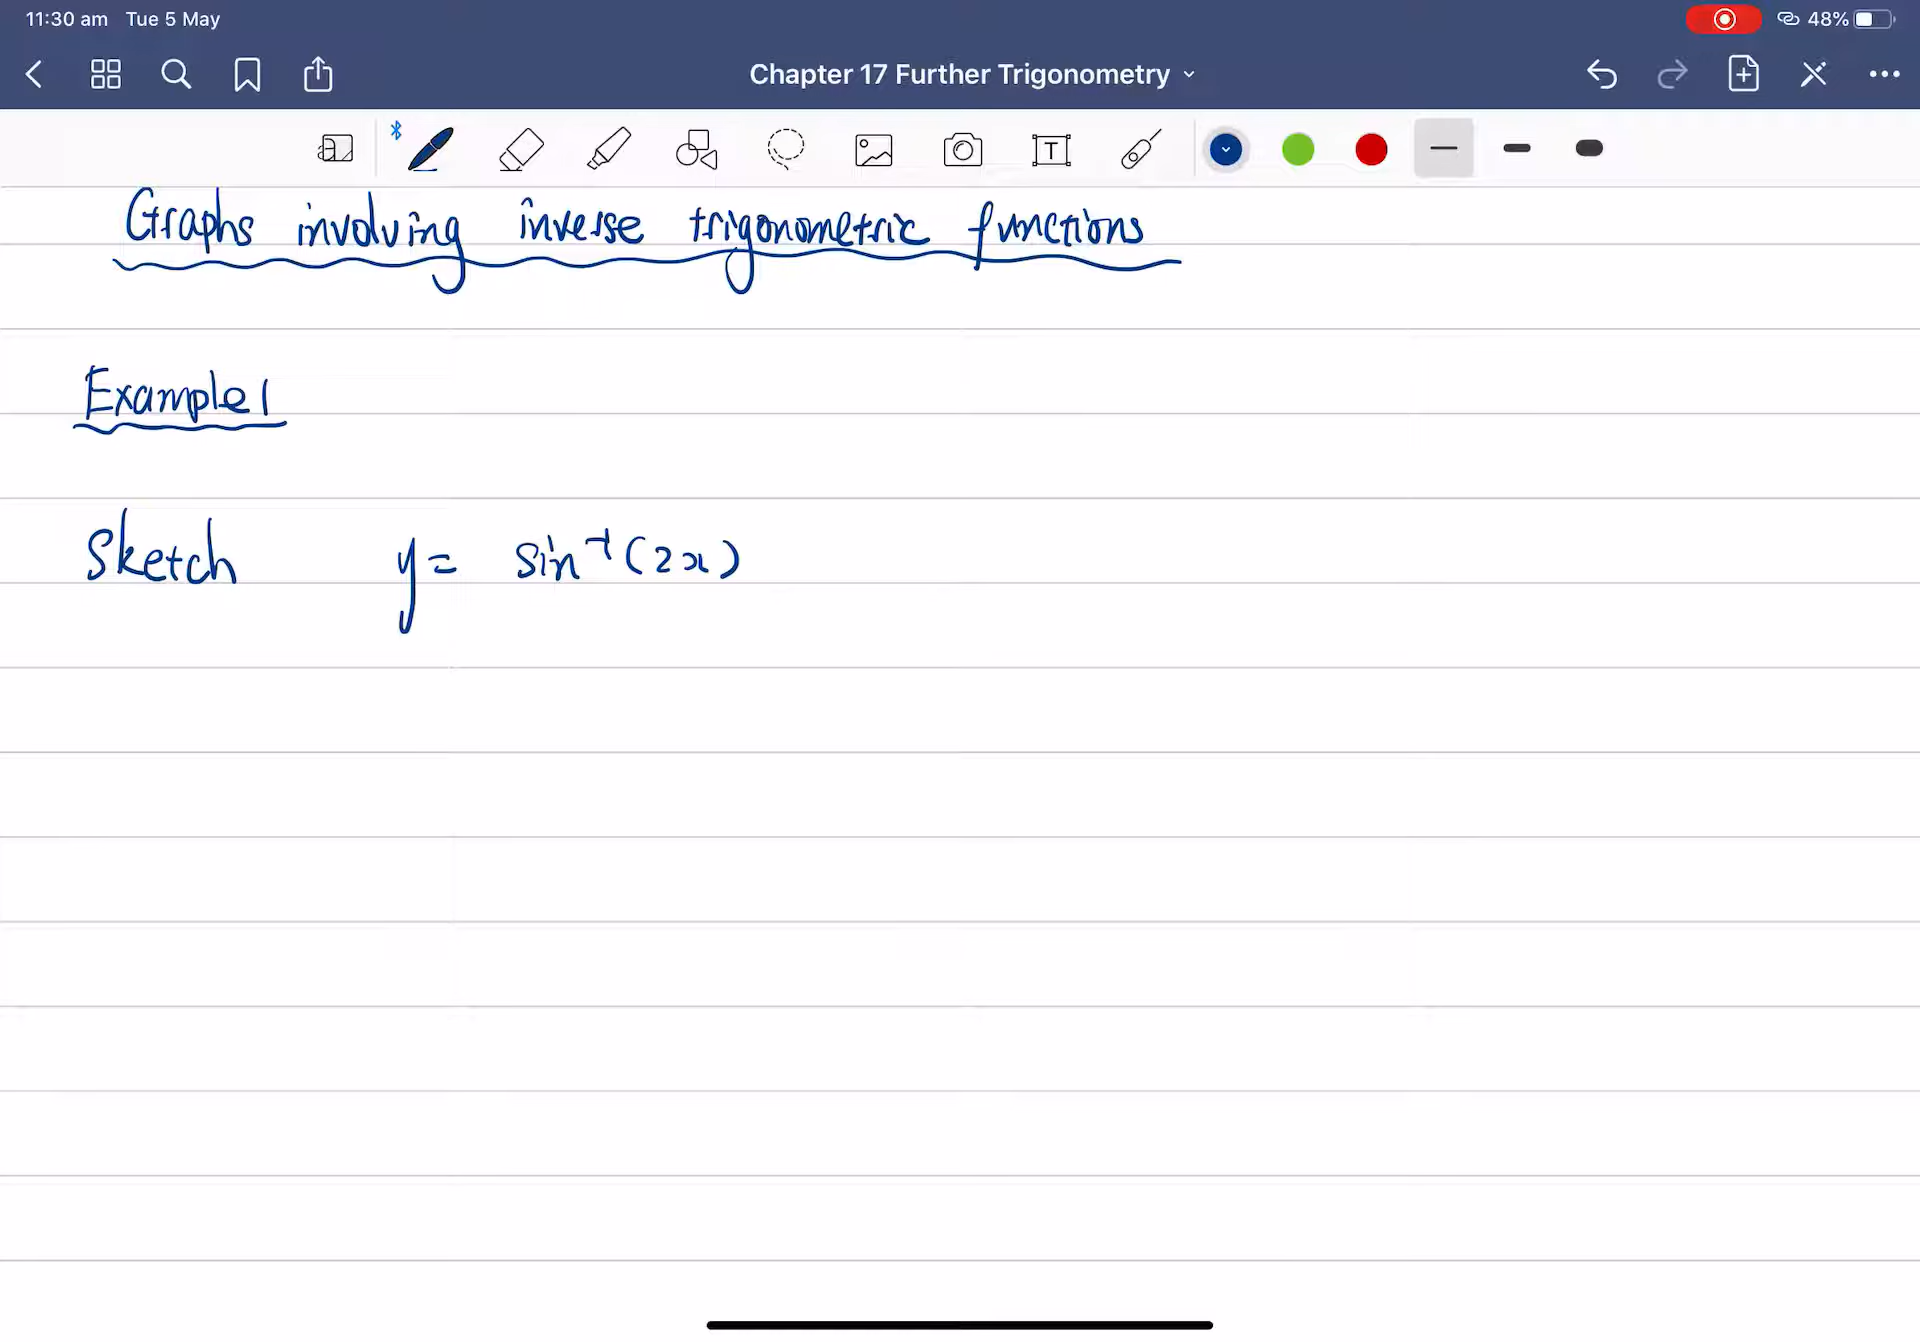 11:30 am Tue 5 May 48%
Chapter 17 Further Trigonometry
Graphs involving inverse trigonometric functions
Example 1
Sketch y = sin⁻¹(2x)